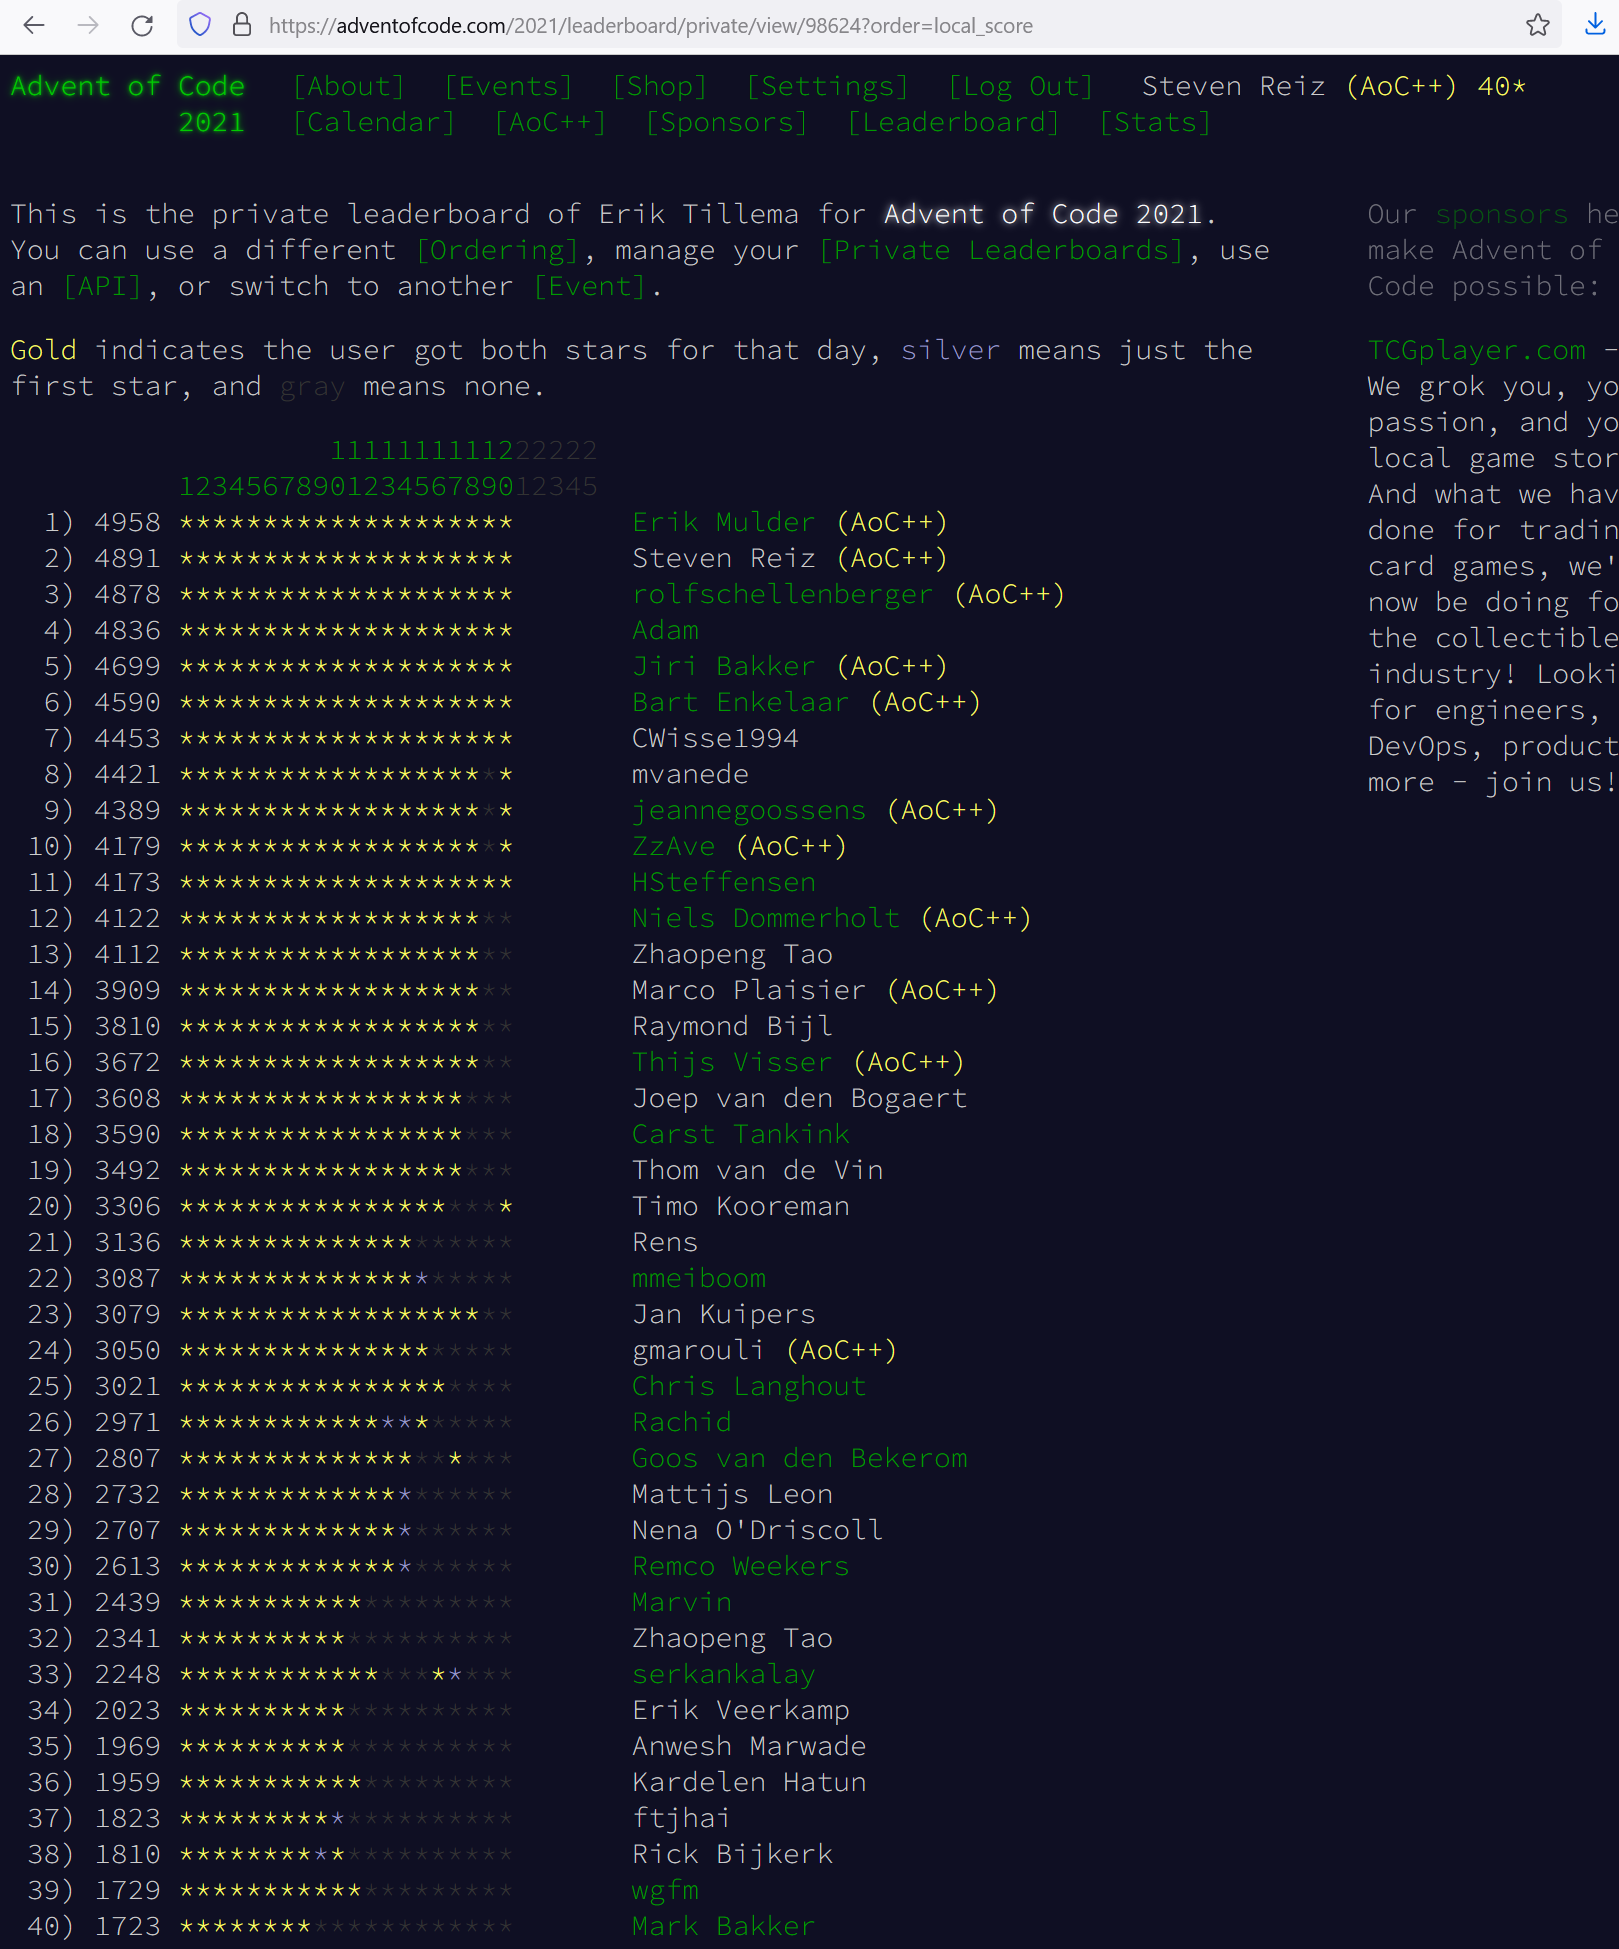 https://adventofcode.com/2021/leaderboard/private/view/98624?order=local_score
Advent of Code [About] [Events] [Shop] [Settings] [Log Out] Steven Reiz (AoC++) 40*
2021 [Calendar] [AoC++] [Sponsors] [Leaderboard] [Stats]
This is the private leaderboard of Erik Tillema for Advent of Code 2021.
You can use a different [Ordering], manage your [Private Leaderboards], use
an [API], or switch to another [Event].
Gold indicates the user got both stars for that day, silver means just the
first star, and gray means none.
1111111111222222
1234567890123456789012345
1) 4958 ******************** Erik Mulder (AoC++)
2) 4891 ******************** Steven Reiz (AoC++)
3) 4878 ******************** rolfschellenberger (AoC++)
4) 4836 ******************** Adam
5) 4699 ******************** Jiri Bakker (AoC++)
6) 4590 ******************** Bart Enkelaar (AoC++)
7) 4453 ******************** CWisse1994
8) 4421 ******************** mvanede
9) 4389 ******************** jeannegoossens (AoC++)
10) 4179 ******************** ZzAve (AoC++)
11) 4173 ******************** HSteffensen
12) 4122 ******************** Niels Dommerholt (AoC++)
13) 4112 ******************** Zhaopeng Tao
14) 3909 ******************** Marco Plaisier (AoC++)
15) 3810 ******************** Raymond Bijl
16) 3672 ******************** Thijs Visser (AoC++)
17) 3608 ******************** Joep van den Bogaert
18) 3590 ******************** Carst Tankink
19) 3492 ******************** Thom van de Vin
20) 3306 ******************** Timo Kooreman
21) 3136 ******************** Rens
22) 3087 ******************** mmeiboom
23) 3079 ******************** Jan Kuipers
24) 3050 ******************** gmarouli (AoC++)
25) 3021 ******************** Chris Langhout
26) 2971 ******************** Rachid
27) 2807 ******************** Goos van den Bekerom
28) 2732 ******************** Mattijs Leon
29) 2707 ******************** Nena O'Driscoll
30) 2613 ******************** Remco Weekers
31) 2439 ******************** Marvin
32) 2341 ******************** Zhaopeng Tao
33) 2248 ******************** serkankalay
34) 2023 ******************** Erik Veerkamp
35) 1969 ******************** Anwesh Marwade
36) 1959 ******************** Kardelen Hatun
37) 1823 ******************** ftjhai
38) 1810 ******************** Rick Bijkerk
39) 1729 ******************** wgfm
40) 1723 ******************** Mark Bakker
Our sponsors he
make Advent of
Code possible:
TCGplayer.com -
We grok you, yo
passion, and yo
local game stor
And what we hav
done for tradin
card games, we'
now be doing fo
the collectible
industry! Looki
for engineers,
DevOps, product
more - join us!